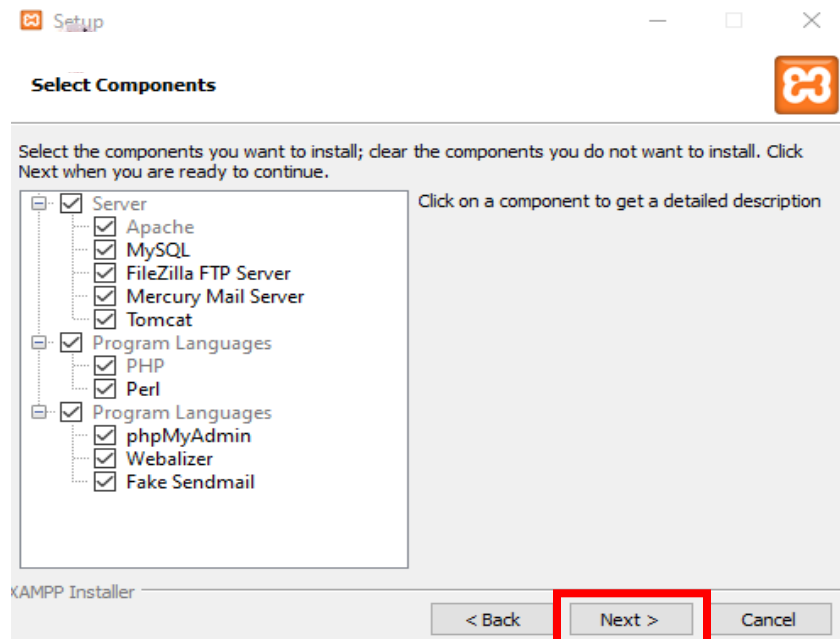 Setup
Select Components
Select the components you want to install; clear the components you do not want to install. Click
Next when you are ready to continue.
Click on a component to get a detailed description
Server
Apache
MySQL
FileZilla FTP Server
Mercury Mail Server
Tomcat
Program Languages
PHP
Perl
Program Languages
phpMyAdmin
Webalizer
Fake Sendmail
XAMPP Installer
< Back
Next >
Cancel